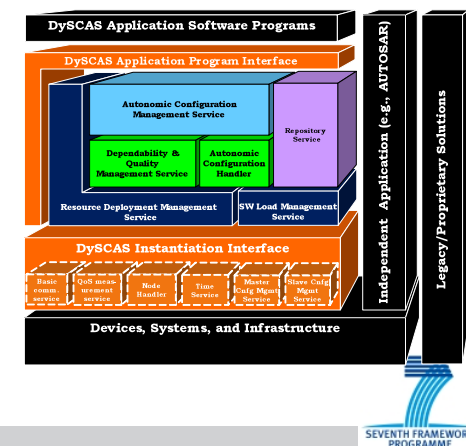 DySCAS Application Software Programs
DySCAS Application Program Interface
Autonomic Configuration
Management Service
Repository
Service
Dependability &
Quality
Management Service
Autonomic
Configuration
Handler
Resource Deployment Management
Service
SW Load Management
Service
DySCAS Instantiation Interface
Basic
comm.
service
QoS meas-
urement
service
Node
Handler
Time
Service
Master
Cnfg Mgmt
Service
Slave Cnfg
Mgmt
Service
Devices, Systems, and Infrastructure
Independent Application (e.g., AUTOSAR)
Legacy/Proprietary Solutions
SEVENTH FRAMEWORK
PROGRAMME